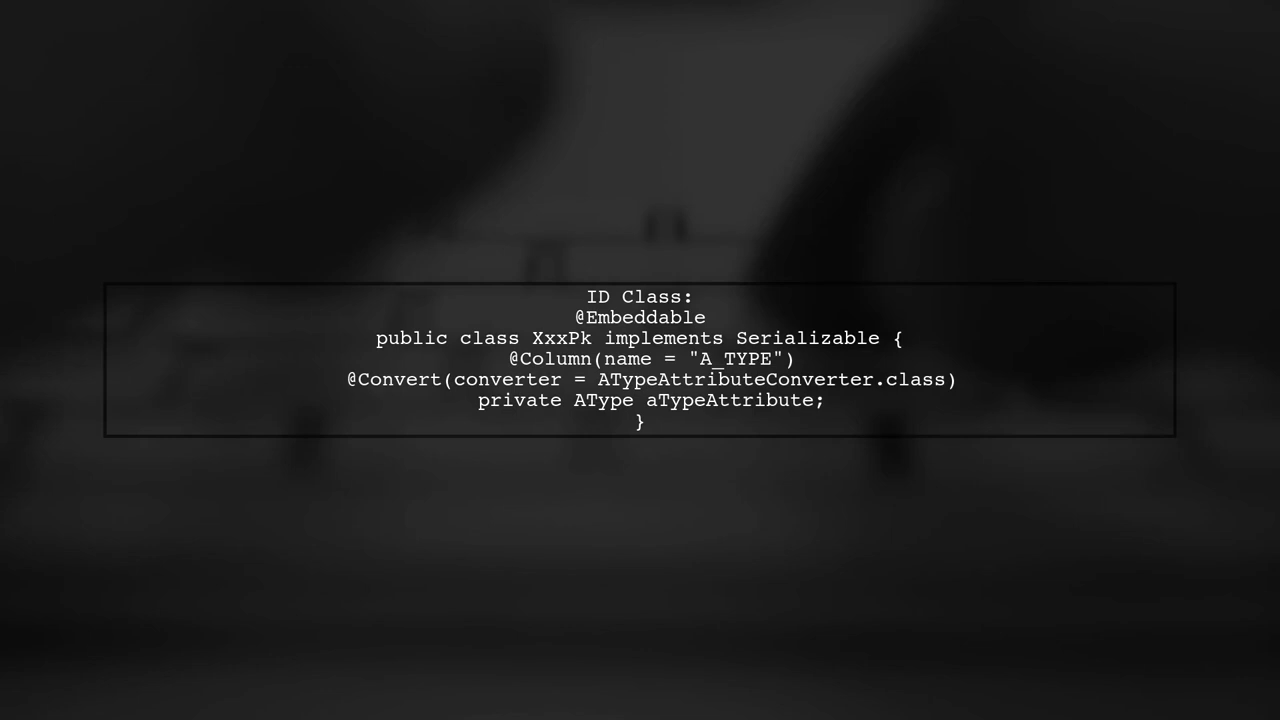 ID Class:
@Embeddable
public class XxxPk implements Serializable {
@Column(name = "A_TYPE")
@Convert(converter = ATypeAttributeConverter.class)
private AType aTypeAttribute;
}